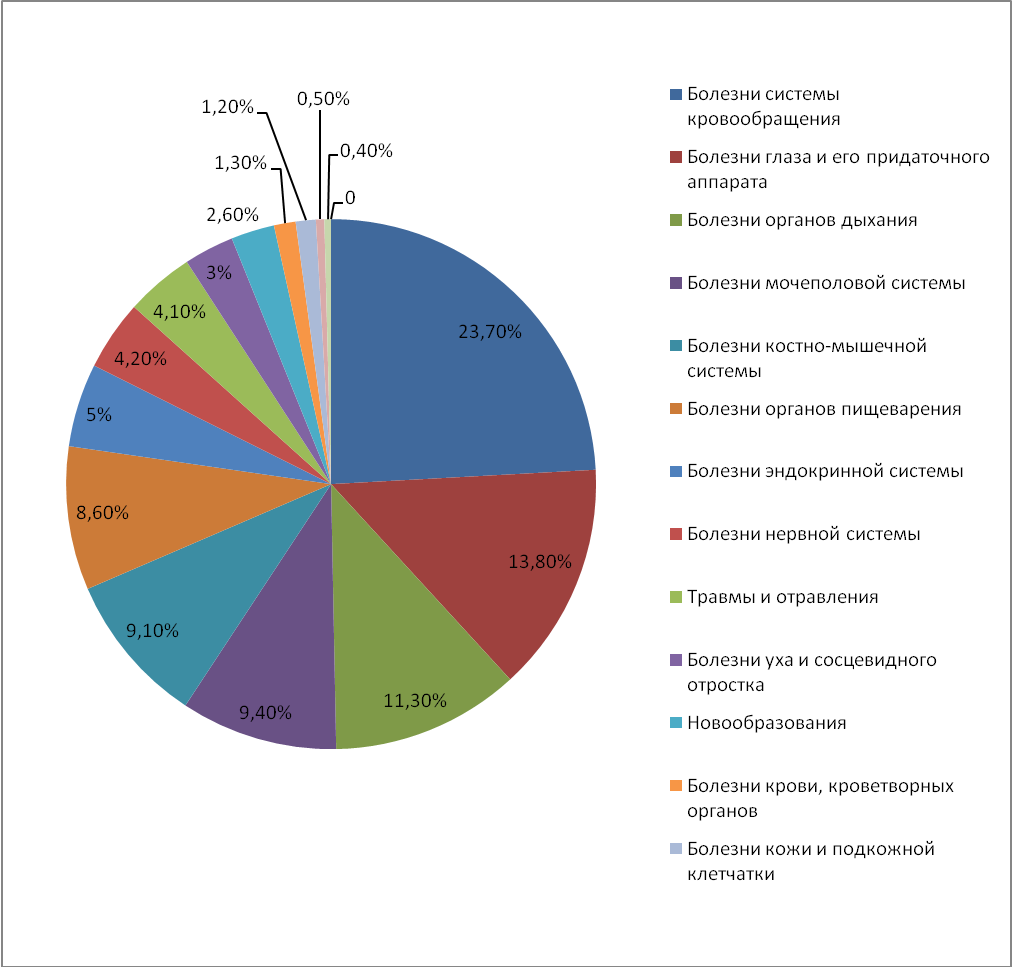 0,50%
1,20%
0,40%
1,30%
0
2,60%
3%
4,10%
23,70%
4,20%
5%
8,60%
13,80%
9,10%
11,30%
9,40%
Болезни системы
кровообращения
Болезни глаза и его придаточного
аппарата
Болезни органов дыхания
Болезни мочеполовой системы
Болезни костно-мышечной
системы
Болезни органов пищеварения
Болезни эндокринной системы
Болезни нервной системы
Травмы и отравления
Болезни уха и сосцевидного
отростка
Новообразования
Болезни крови, кроветворных
органов
Болезни кожи и подкожной
клетчатки